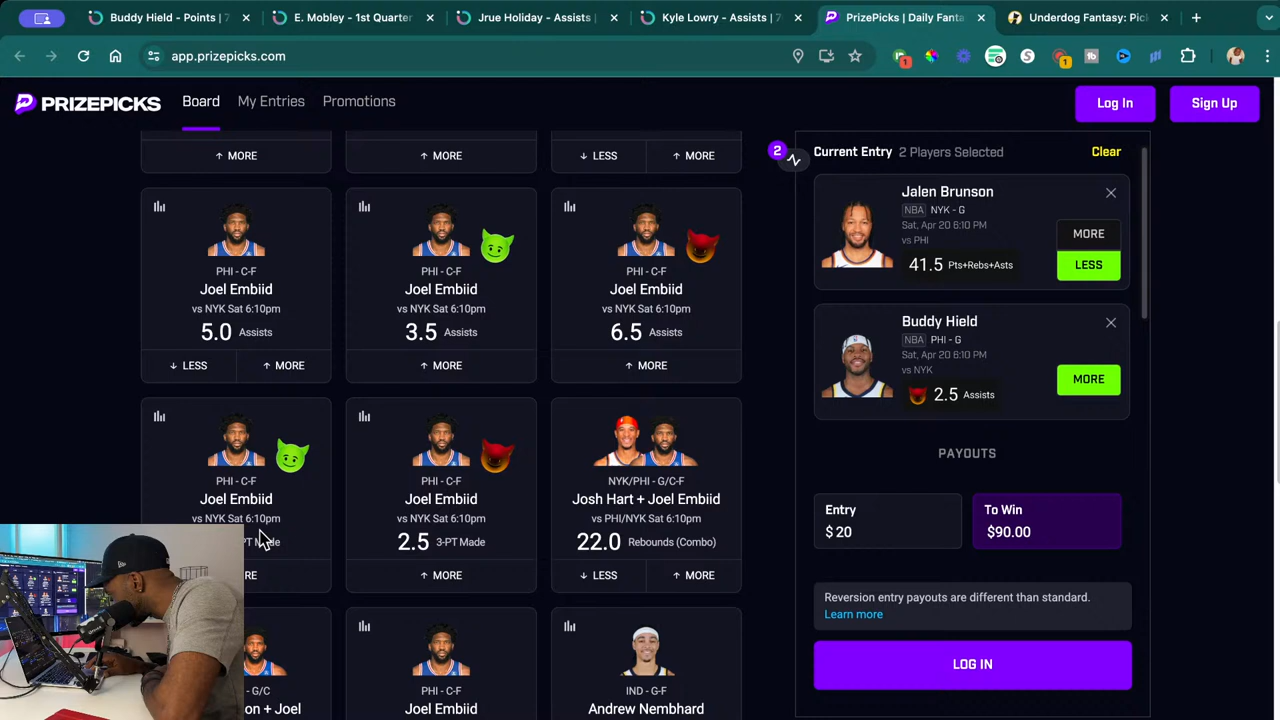 Buddy Hield - Points | 7
E. Mobley - 1st Quarter
Jrue Holiday - Assists |
Kyle Lowry - Assists | 7
PrizePicks | Daily Fanta
Underdog Fantasy: Pick
app.prizepicks.com
PRIZEPICKS
Board
My Entries
Promotions
Log In
Sign Up
↑ MORE
↑ MORE
↓ LESS
↑ MORE
PHI - C-F
Joel Embiid
vs NYK Sat 6:10pm
5.0 Assists
↓ LESS
↑ MORE
PHI - C-F
Joel Embiid
vs NYK Sat 6:10pm
3.5 Assists
↑ MORE
PHI - C-F
Joel Embiid
vs NYK Sat 6:10pm
6.5 Assists
↑ MORE
PHI - C-F
Joel Embiid
vs NYK Sat 6:10pm
PHI - C-F
Joel Embiid
vs NYK Sat 6:10pm
2.5 3-PT Made
↑ MORE
NYK/PHI - G/C-F
Josh Hart + Joel Embiid
vs PHI/NYK Sat 6:10pm
22.0 Rebounds (Combo)
↓ LESS
↑ MORE
- G/C
on + Joel
PHI - C-F
Joel Embiid
IND - G-F
Andrew Nembhard
2
Current Entry 2 Players Selected
Clear
Jalen Brunson
NBA NYK - G
Sat, Apr 20 6:10 PM
vs PHI
41.5 Pts+Rebs+Asts
MORE
LESS
Buddy Hield
NBA PHI - G
Sat, Apr 20 6:10 PM
vs NYK
2.5 Assists
MORE
PAYOUTS
Entry
$ 20
To Win
$90.00
Reversion entry payouts are different than standard.
Learn more
LOG IN